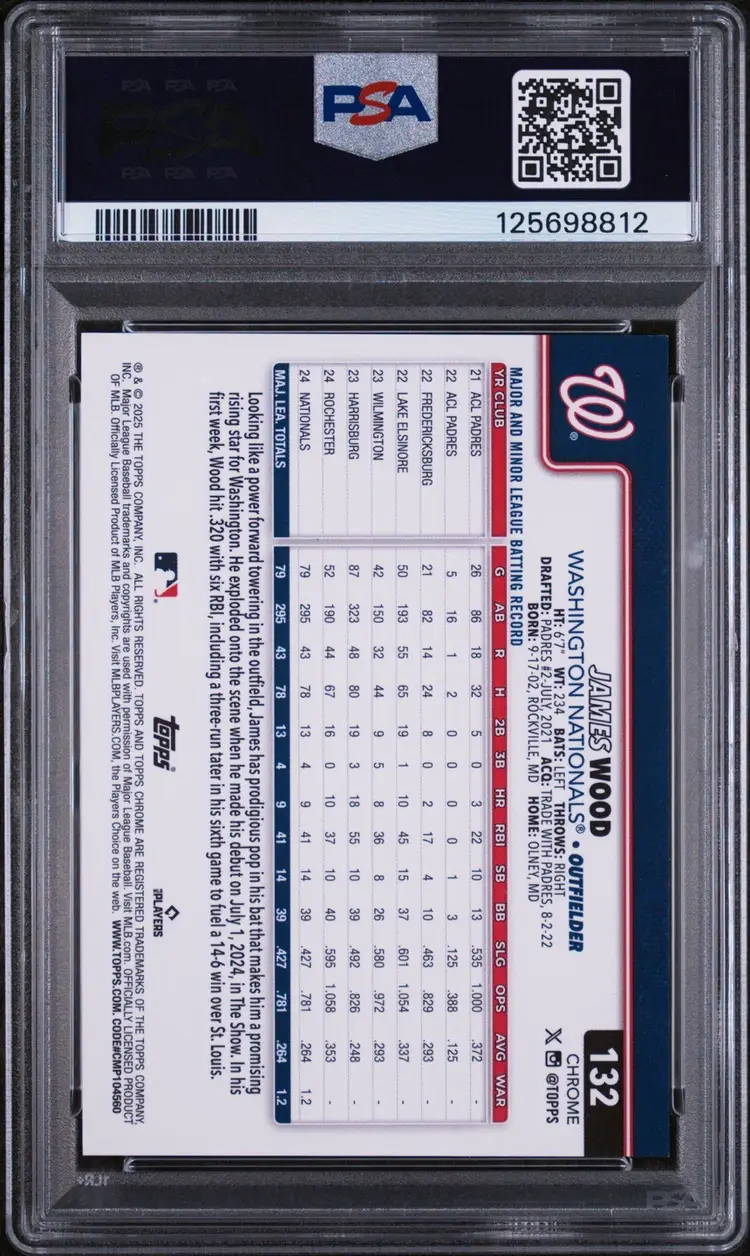 PSA PSA PSA
PSA
PSA PSA PSA
PSA
125698812
132
CHROME
@TOPPS
W
JAMES WOOD
WASHINGTON NATIONALS® • OUTFIELDER
HT: 6'7" WT: 234 BATS: LEFT THROWS: RIGHT
DRAFTED: PADRES #2-JULY, 2021 ACQ: TRADE WITH PADRES, 8-2-22
BORN: 9-17-02, ROCKVILLE, MD HOME: OLNEY, MD
MAJOR AND MINOR LEAGUE BATTING RECORD
YR CLUB G AB R H 2B 3B HR RBI SB BB SLG OPS AVG WAR
21 ACL PADRES 26 86 18 32 5 0 3 22 10 13 .535 1.000 .372 -
22 ACL PADRES 5 16 1 2 0 0 0 0 1 3 .125 .388 .125 -
22 FREDERICKSBURG 21 82 14 24 8 0 2 17 4 10 .463 .829 .293 -
22 LAKE ELSINORE 50 193 55 65 19 1 10 45 15 37 .601 1.054 .337 -
23 WILMINGTON 42 150 32 44 9 5 8 36 8 26 .580 .972 .293 -
23 HARRISBURG 87 323 48 80 19 3 18 55 10 39 .492 .826 .248 -
24 ROCHESTER 52 190 44 67 16 0 10 37 10 40 .595 1.058 .353 -
24 NATIONALS 79 295 43 78 13 4 9 41 14 39 .427 .781 .264 1.2
MAJ. LEA. TOTALS 79 295 43 78 13 4 9 41 14 39 .427 .781 .264 1.2
Looking like a power forward towering in the outfield, James has prodigious pop in his bat that makes him a promising
rising star for Washington. He exploded onto the scene when he made his debut on July 1, 2024, in The Show. In his
first week, Wood hit .320 with six RBI, including a three-run tater in his sixth game to fuel a 14-6 win over St. Louis.
topps®
PLAYERS
® & © 2025 THE TOPPS COMPANY, INC. ALL RIGHTS RESERVED. TOPPS AND TOPPS CHROME ARE REGISTERED TRADEMARKS OF THE TOPPS COMPANY,
INC. Major League Baseball trademarks and copyrights are used with permission of Major League Baseball. Visit MLB.com. OFFICIALLY LICENSED PRODUCT
OF MLB PLAYERS, INC. Officially Licensed Product of MLB Players, Inc. Visit MLBPLAYERS.COM, the Players Choice on the web. WWW.TOPPS.COM. CODE#CMP104560
PSA